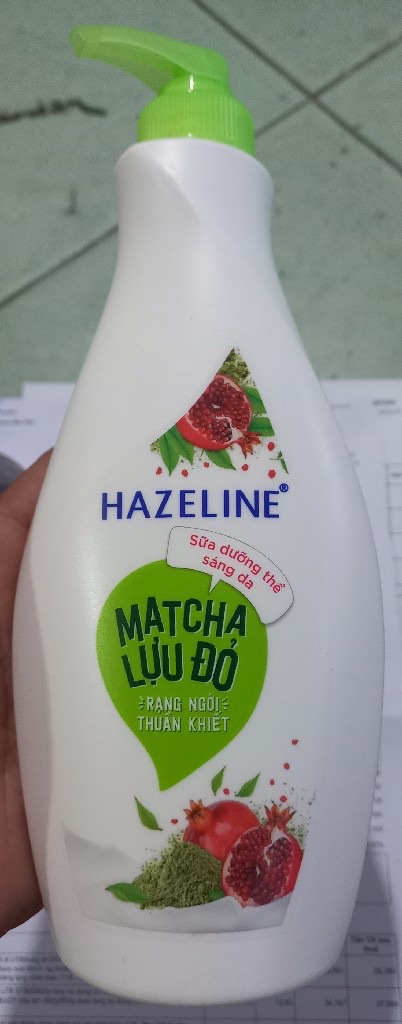 HAZELINE®
Sữa dưỡng thể
sáng da
MATCHA
LỰU ĐỎ
RẠNG NGỜI
THUẦN KHIẾT